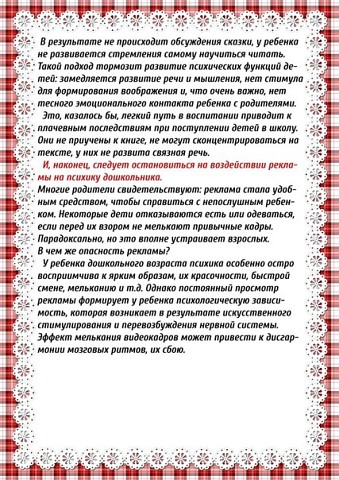 В результате не происходит обсуждения сказки, у ребенка
не развивается стремления самому научиться читать.
Такой подход тормозит развитие психических функций де-
тей: замедляется развитие речи и мышления, нет стимула
для формирования воображения и, что очень важно, нет
тесного эмоционального контакта ребенка с родителями.
Это, казалось бы, легкий путь в воспитании приводит к
плачевным последствиям при поступлении детей в школу.
Они не приучены к книге, не могут сконцентрироваться на
тексте, у них не развита связная речь.
И, наконец, следует остановиться на воздействии рекла-
мы на психику дошкольника.
Многие родители свидетельствуют: реклама стала удоб-
ным средством, чтобы справиться с непослушным ребен-
ком. Некоторые дети отказываются есть или одеваться,
если перед их взором не мелькают привычные кадры.
Парадоксально, но это вполне устраивает взрослых.
В чем же опасность рекламы?
У ребенка дошкольного возраста психика особенно остро
восприимчива к ярким образам, их красочности, быстрой
смене, мельканию и т.д. Однако постоянный просмотр
рекламы формирует у ребенка психологическую зависи-
мость, которая возникает в результате искусственного
стимулирования и перевозбуждения нервной системы.
Эффект мелькания видеокадров может привести к дисгар-
монии мозговых ритмов, их сбою.